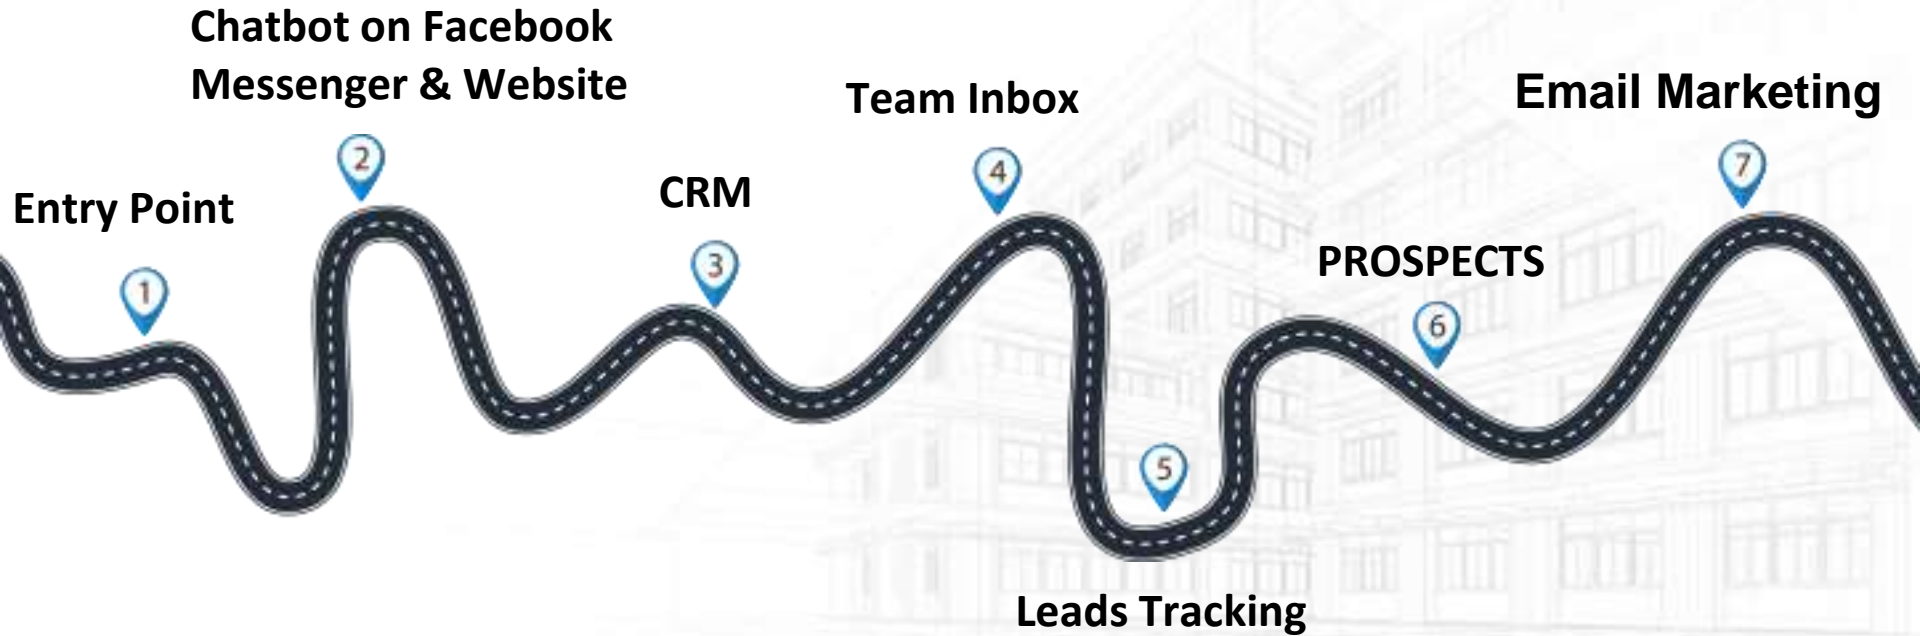 Entry Point
1
Chatbot on Facebook
Messenger & Website
2
CRM
3
Team Inbox
4
5
Leads Tracking
PROSPECTS
6
Email Marketing
7